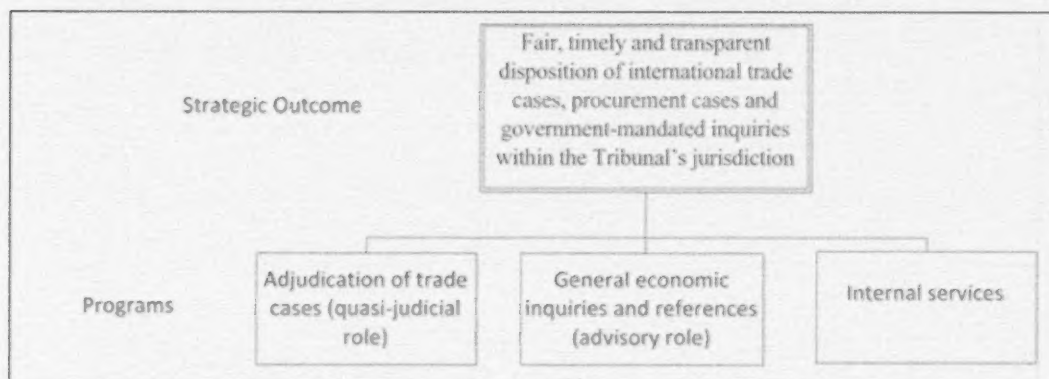 Strategic Outcome
Fair, timely and transparent
disposition of international trade
cases, procurement cases and
government-mandated inquiries
within the Tribunal's jurisdiction
Programs
Adjudication of trade
cases (quasi-judicial
role)
General economic
inquiries and references
(advisory role)
Internal services